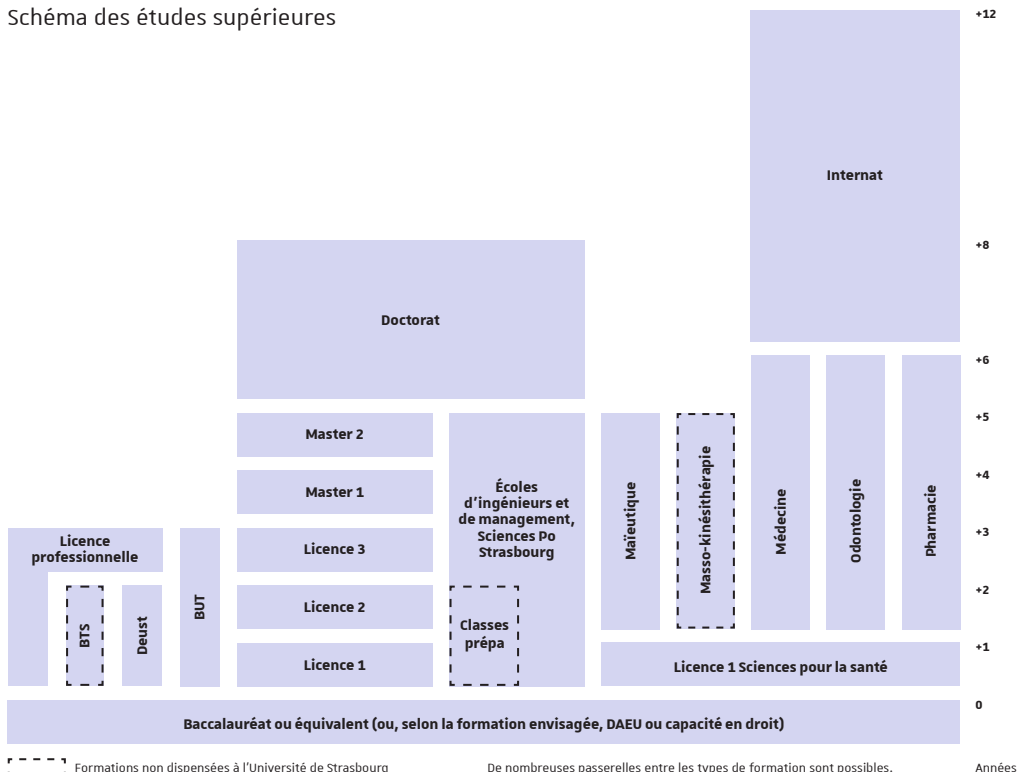 Schéma des études supérieures
+12
Internat
+8
Doctorat
+6
+5
Master 2
+4
Master 1
Écoles
d'ingénieurs et
de management,
Sciences Po
Strasbourg
Maïeutique
Masso-kinésithérapie
Médecine
Odontologie
Pharmacie
+3
Licence
professionnelle
Licence 3
+2
BTS
Deust
BUT
Licence 2
Classes
prépa
+1
Licence 1
Licence 1 Sciences pour la santé
0
Baccalauréat ou équivalent (ou, selon la formation envisagée, DAEU ou capacité en droit)
Formations non dispensées à l'Université de Strasbourg
De nombreuses passerelles entre les types de formation sont possibles.
Années